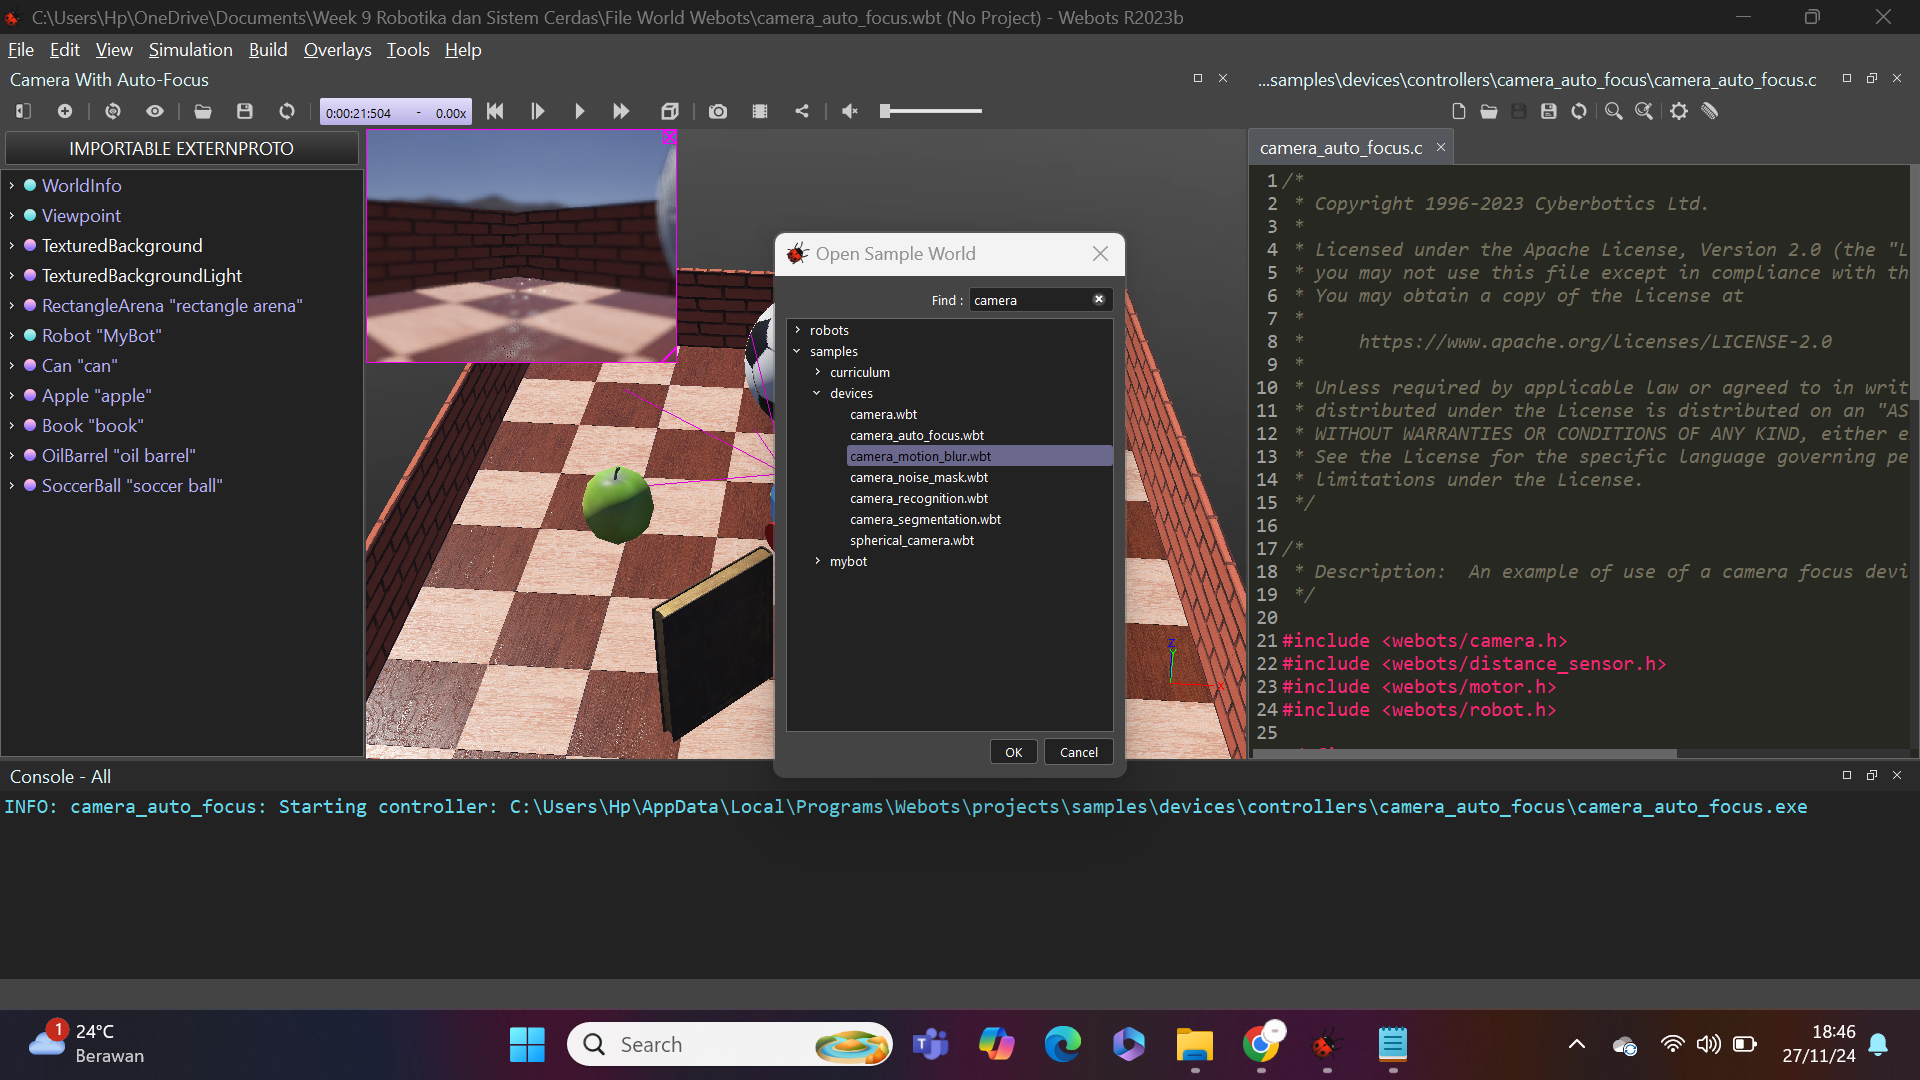 C:\Users\Hp\OneDrive\Documents\Week 9 Robotika dan Sistem Cerdas\File World Webots\camera_auto_focus.wbt (No Project) - Webots R2023b
File Edit View Simulation Build Overlays Tools Help
Camera With Auto-Focus
0:00:21:504 - 0.00x
IMPORTABLE EXTERNPROTO
WorldInfo
Viewpoint
TexturedBackground
TexturedBackgroundLight
RectangleArena "rectangle arena"
Robot "MyBot"
Can "can"
Apple "apple"
Book "book"
OilBarrel "oil barrel"
SoccerBall "soccer ball"
Z
Y
X
Open Sample World
Find :
camera
robots
samples
curriculum
devices
camera.wbt
camera_auto_focus.wbt
camera_motion_blur.wbt
camera_noise_mask.wbt
camera_recognition.wbt
camera_segmentation.wbt
spherical_camera.wbt
mybot
OK
Cancel
...samples\devices\controllers\camera_auto_focus\camera_auto_focus.c
camera_auto_focus.c
1 /*
2 * Copyright 1996-2023 Cyberbotics Ltd.
3 *
4 * Licensed under the Apache License, Version 2.0 (the "L
5 * you may not use this file except in compliance with th
6 * You may obtain a copy of the License at
7 *
8 * https://www.apache.org/licenses/LICENSE-2.0
9 *
10 * Unless required by applicable law or agreed to in writ
11 * distributed under the License is distributed on an "AS
12 * WITHOUT WARRANTIES OR CONDITIONS OF ANY KIND, either e
13 * See the License for the specific language governing pe
14 * limitations under the License.
15 */
16
17 /*
18 * Description: An example of use of a camera focus devi
19 */
20
21 #include <webots/camera.h>
22 #include <webots/distance_sensor.h>
23 #include <webots/motor.h>
24 #include <webots/robot.h>
25
Console - All
INFO: camera_auto_focus: Starting controller: C:\Users\Hp\AppData\Local\Programs\Webots\projects\samples\devices\controllers\camera_auto_focus\camera_auto_focus.exe
1
24°C
Berawan
Search
18:46
27/11/24